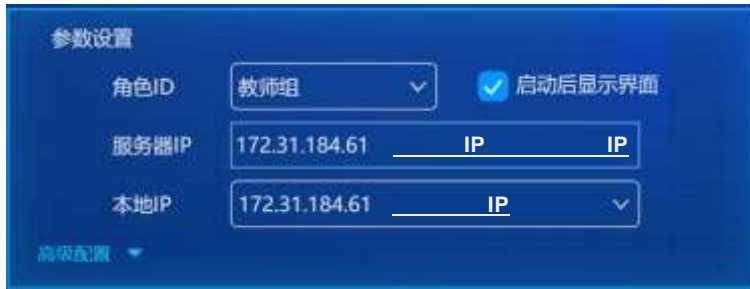 参数设置
角色ID 教师组 启动后显示界面
服务器IP 172.31.184.61 IP IP
本地IP 172.31.184.61 IP
高级配置